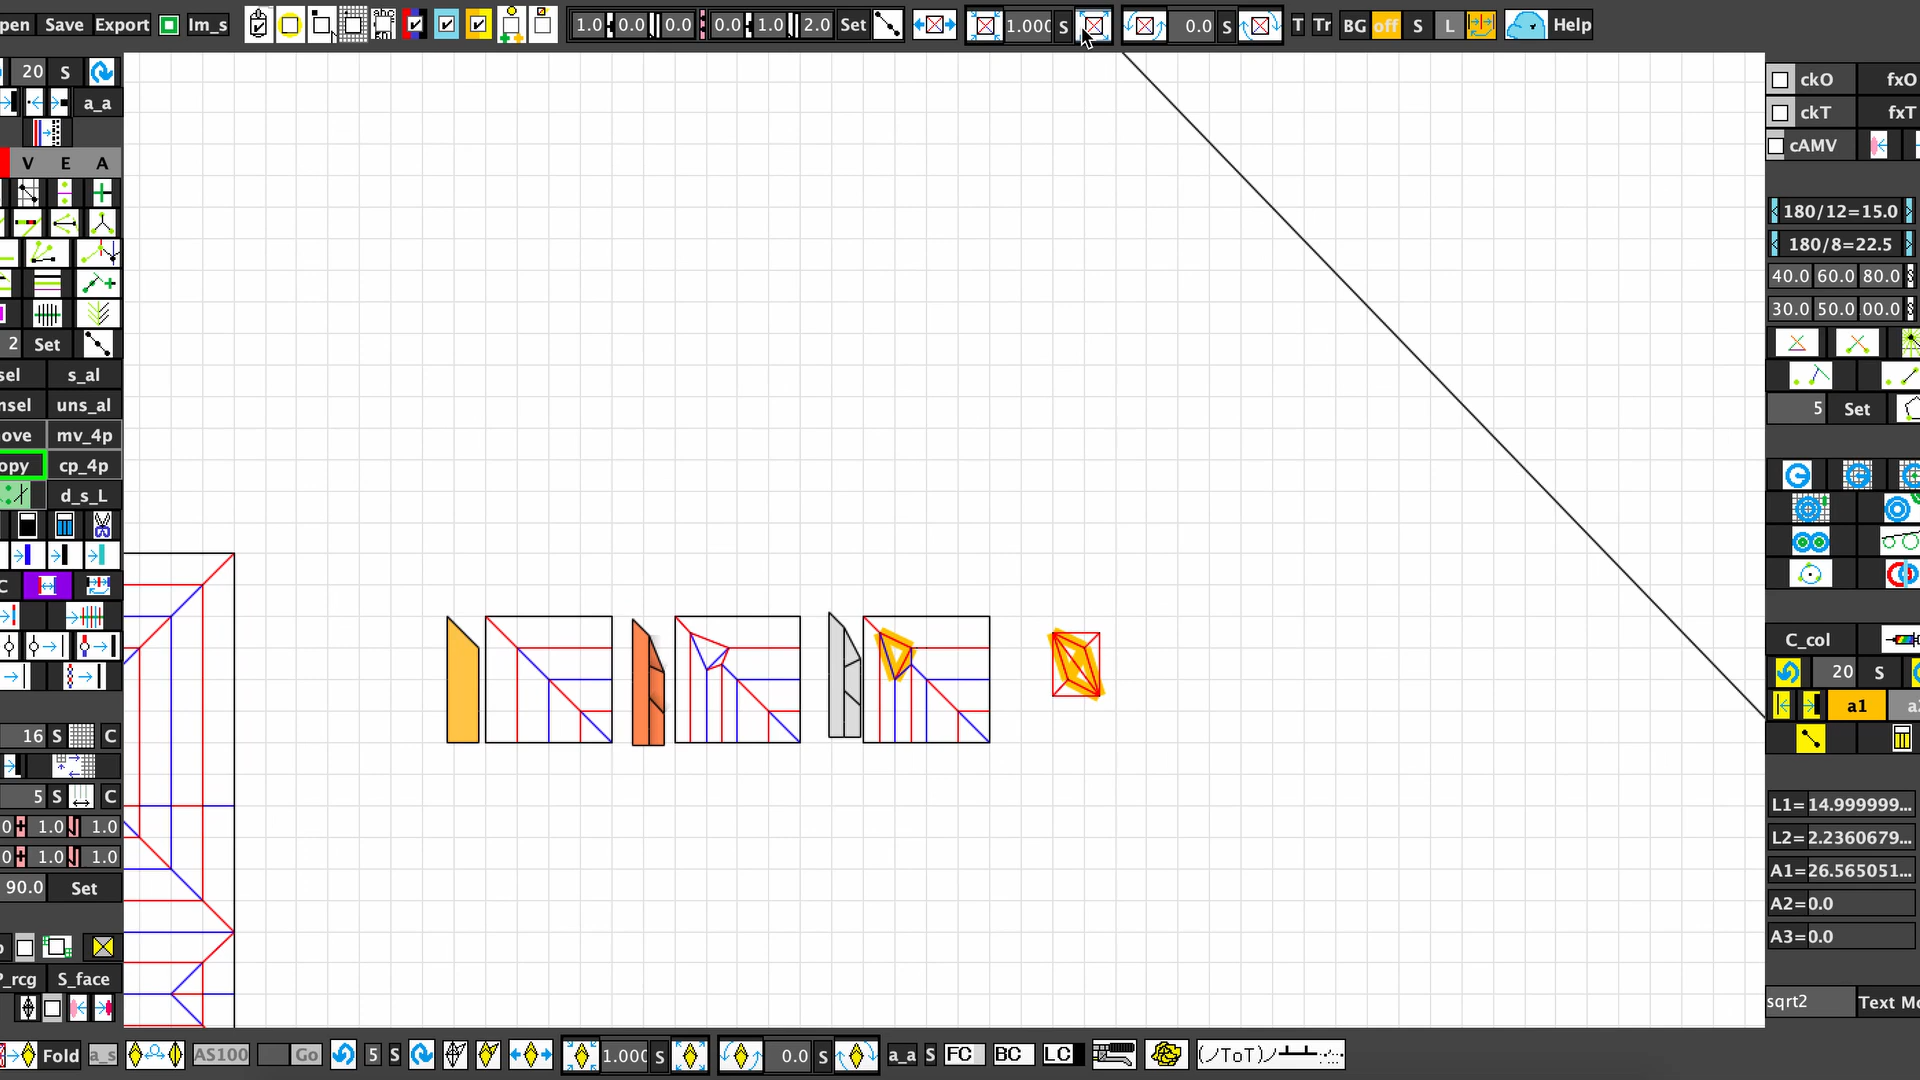 pen Save Export Im_s 1.0 0.0 0.0 0.0 1.0 2.0 Set 1.000 S 0.0 S T Tr BG off S L Help
20 S
a_a
V E A
2 Set
sel s_al
nsel uns_al
ove mv_4p
opy cp_4p
d_s_L
C
16 S C
5 S C
0 1.0 1.0
0 1.0 1.0
90.0 Set
P_rcg S_face
ckO fxO
ckT fxT
cAMV
180/12=15.0
180/8=22.5
40.0 60.0 80.0
30.0 50.0 00.0
5 Set
C_col
20 S
a1
L1= 14.999999...
L2= 2.2360679...
A1= 26.565051...
A2= 0.0
A3= 0.0
sqrt2 Text Mo
Fold a_s AS100 Go 5 S 1.000 S 0.0 S a_a S FC BC LC